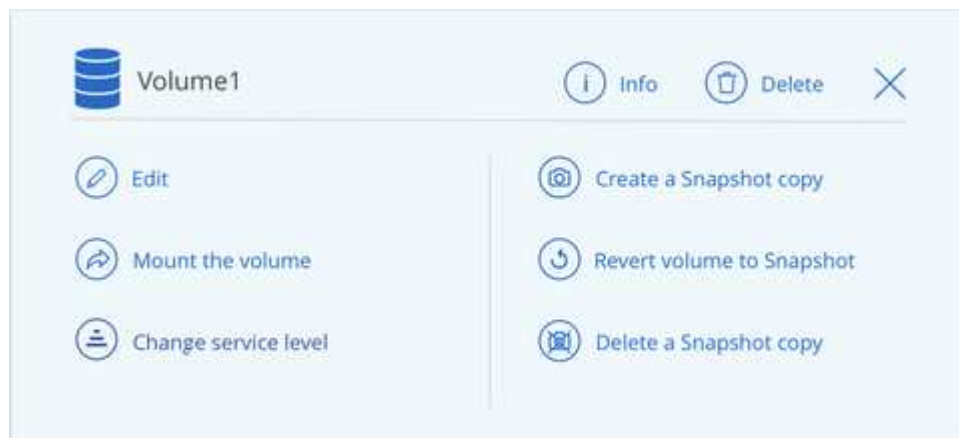 Volume1
Info
Delete
Edit
Mount the volume
Change service level
Create a Snapshot copy
Revert volume to Snapshot
Delete a Snapshot copy